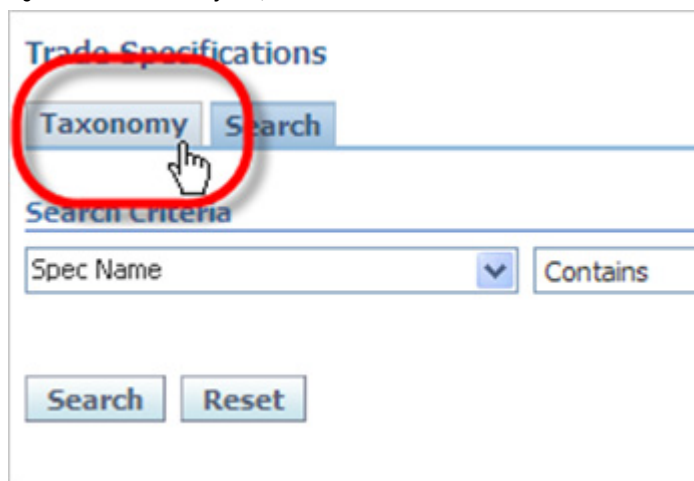 Trade Specifications
Taxonomy Search
Search Criteria
Spec Name Contains
Search Reset